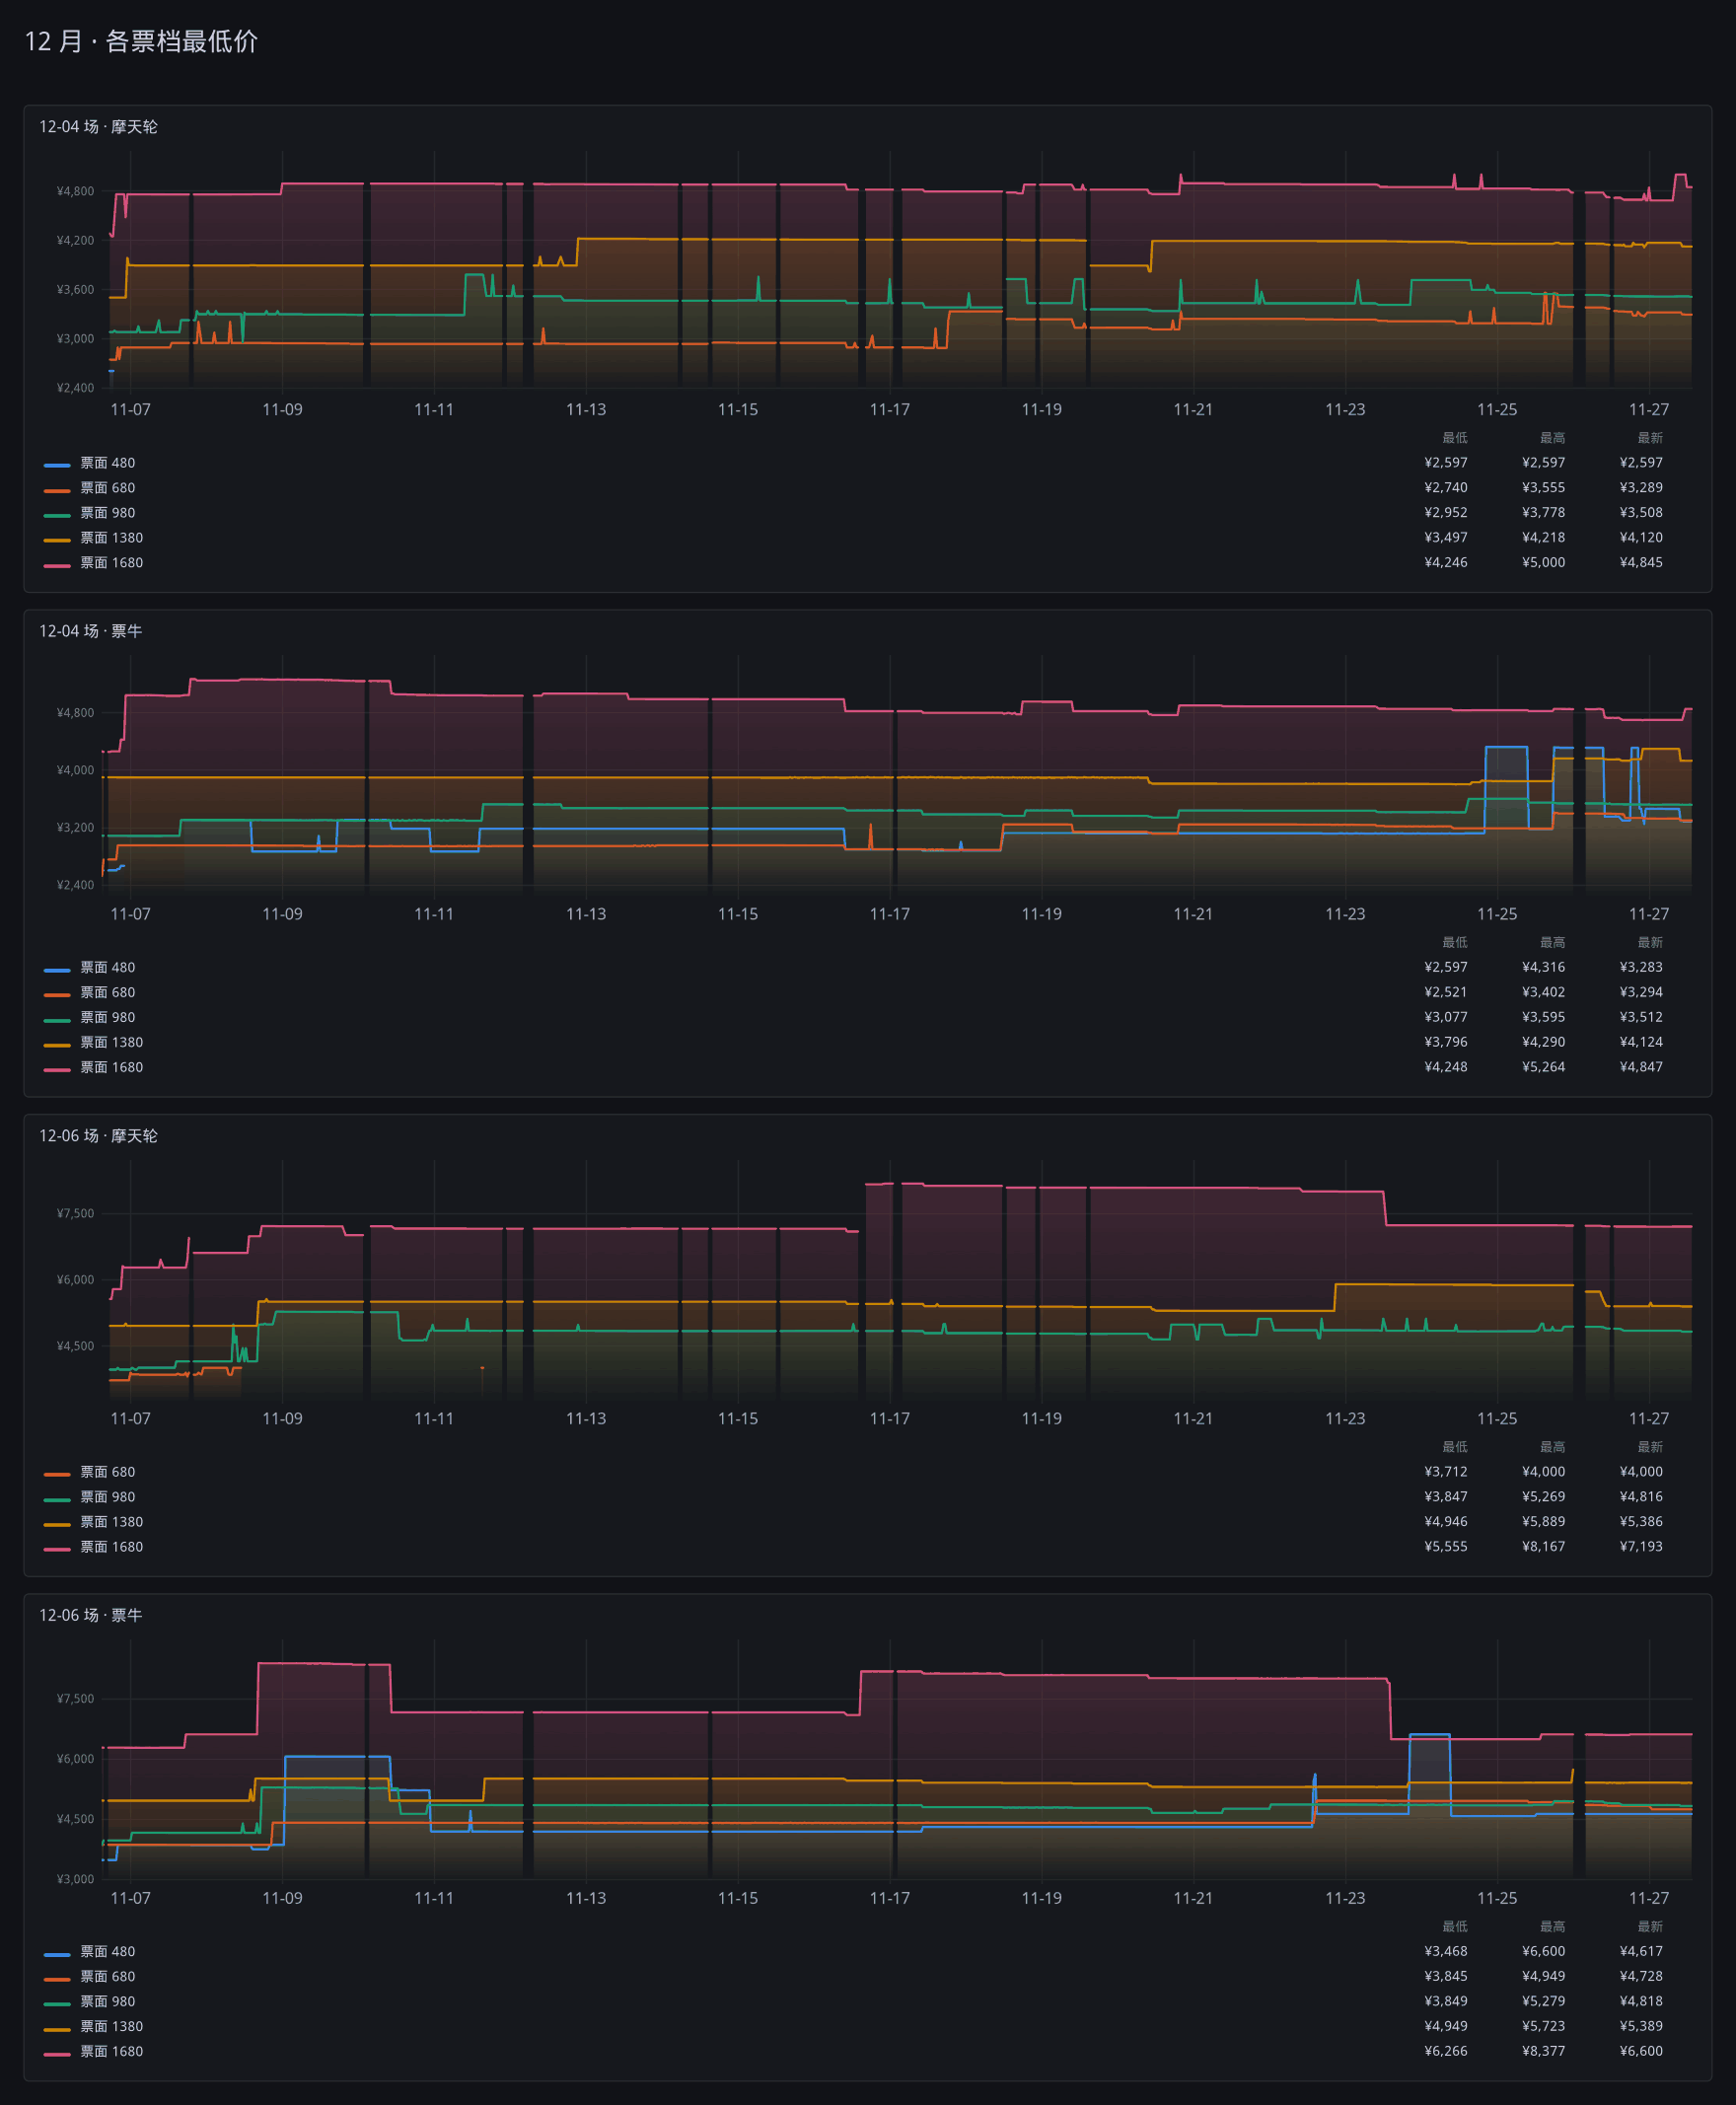 12 月 · 各票档最低价
12-04 场 · 摩天轮
¥4,800
¥4,200
¥3,600
¥3,000
¥2,400
11-07 11-09 11-11 11-13 11-15 11-17 11-19 11-21 11-23 11-25 11-27
最低 最高 最新
票面 480 ¥2,597 ¥2,597 ¥2,597
票面 680 ¥2,740 ¥3,555 ¥3,289
票面 980 ¥2,952 ¥3,778 ¥3,508
票面 1380 ¥3,497 ¥4,218 ¥4,120
票面 1680 ¥4,246 ¥5,000 ¥4,845
12-04 场 · 票牛
¥4,800
¥4,000
¥3,200
¥2,400
11-07 11-09 11-11 11-13 11-15 11-17 11-19 11-21 11-23 11-25 11-27
最低 最高 最新
票面 480 ¥2,597 ¥4,316 ¥3,283
票面 680 ¥2,521 ¥3,402 ¥3,294
票面 980 ¥3,077 ¥3,595 ¥3,512
票面 1380 ¥3,796 ¥4,290 ¥4,124
票面 1680 ¥4,248 ¥5,264 ¥4,847
12-06 场 · 摩天轮
¥7,500
¥6,000
¥4,500
11-07 11-09 11-11 11-13 11-15 11-17 11-19 11-21 11-23 11-25 11-27
最低 最高 最新
票面 680 ¥3,712 ¥4,000 ¥4,000
票面 980 ¥3,847 ¥5,269 ¥4,816
票面 1380 ¥4,946 ¥5,889 ¥5,386
票面 1680 ¥5,555 ¥8,167 ¥7,193
12-06 场 · 票牛
¥7,500
¥6,000
¥4,500
¥3,000
11-07 11-09 11-11 11-13 11-15 11-17 11-19 11-21 11-23 11-25 11-27
最低 最高 最新
票面 480 ¥3,468 ¥6,600 ¥4,617
票面 680 ¥3,845 ¥4,949 ¥4,728
票面 980 ¥3,849 ¥5,279 ¥4,818
票面 1380 ¥4,949 ¥5,723 ¥5,389
票面 1680 ¥6,266 ¥8,377 ¥6,600